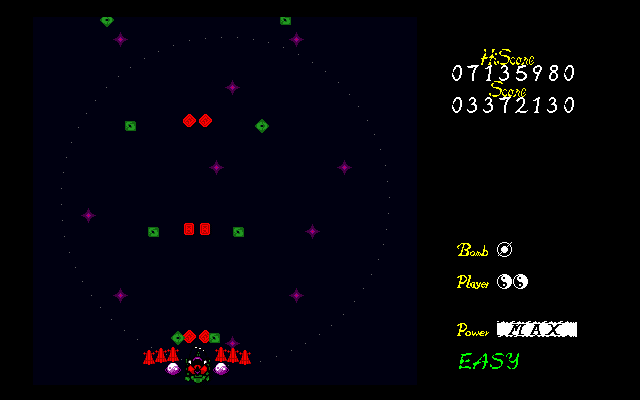 HiScore
07135980
Score
03372130
Bomb
Player
Power MAX
EASY